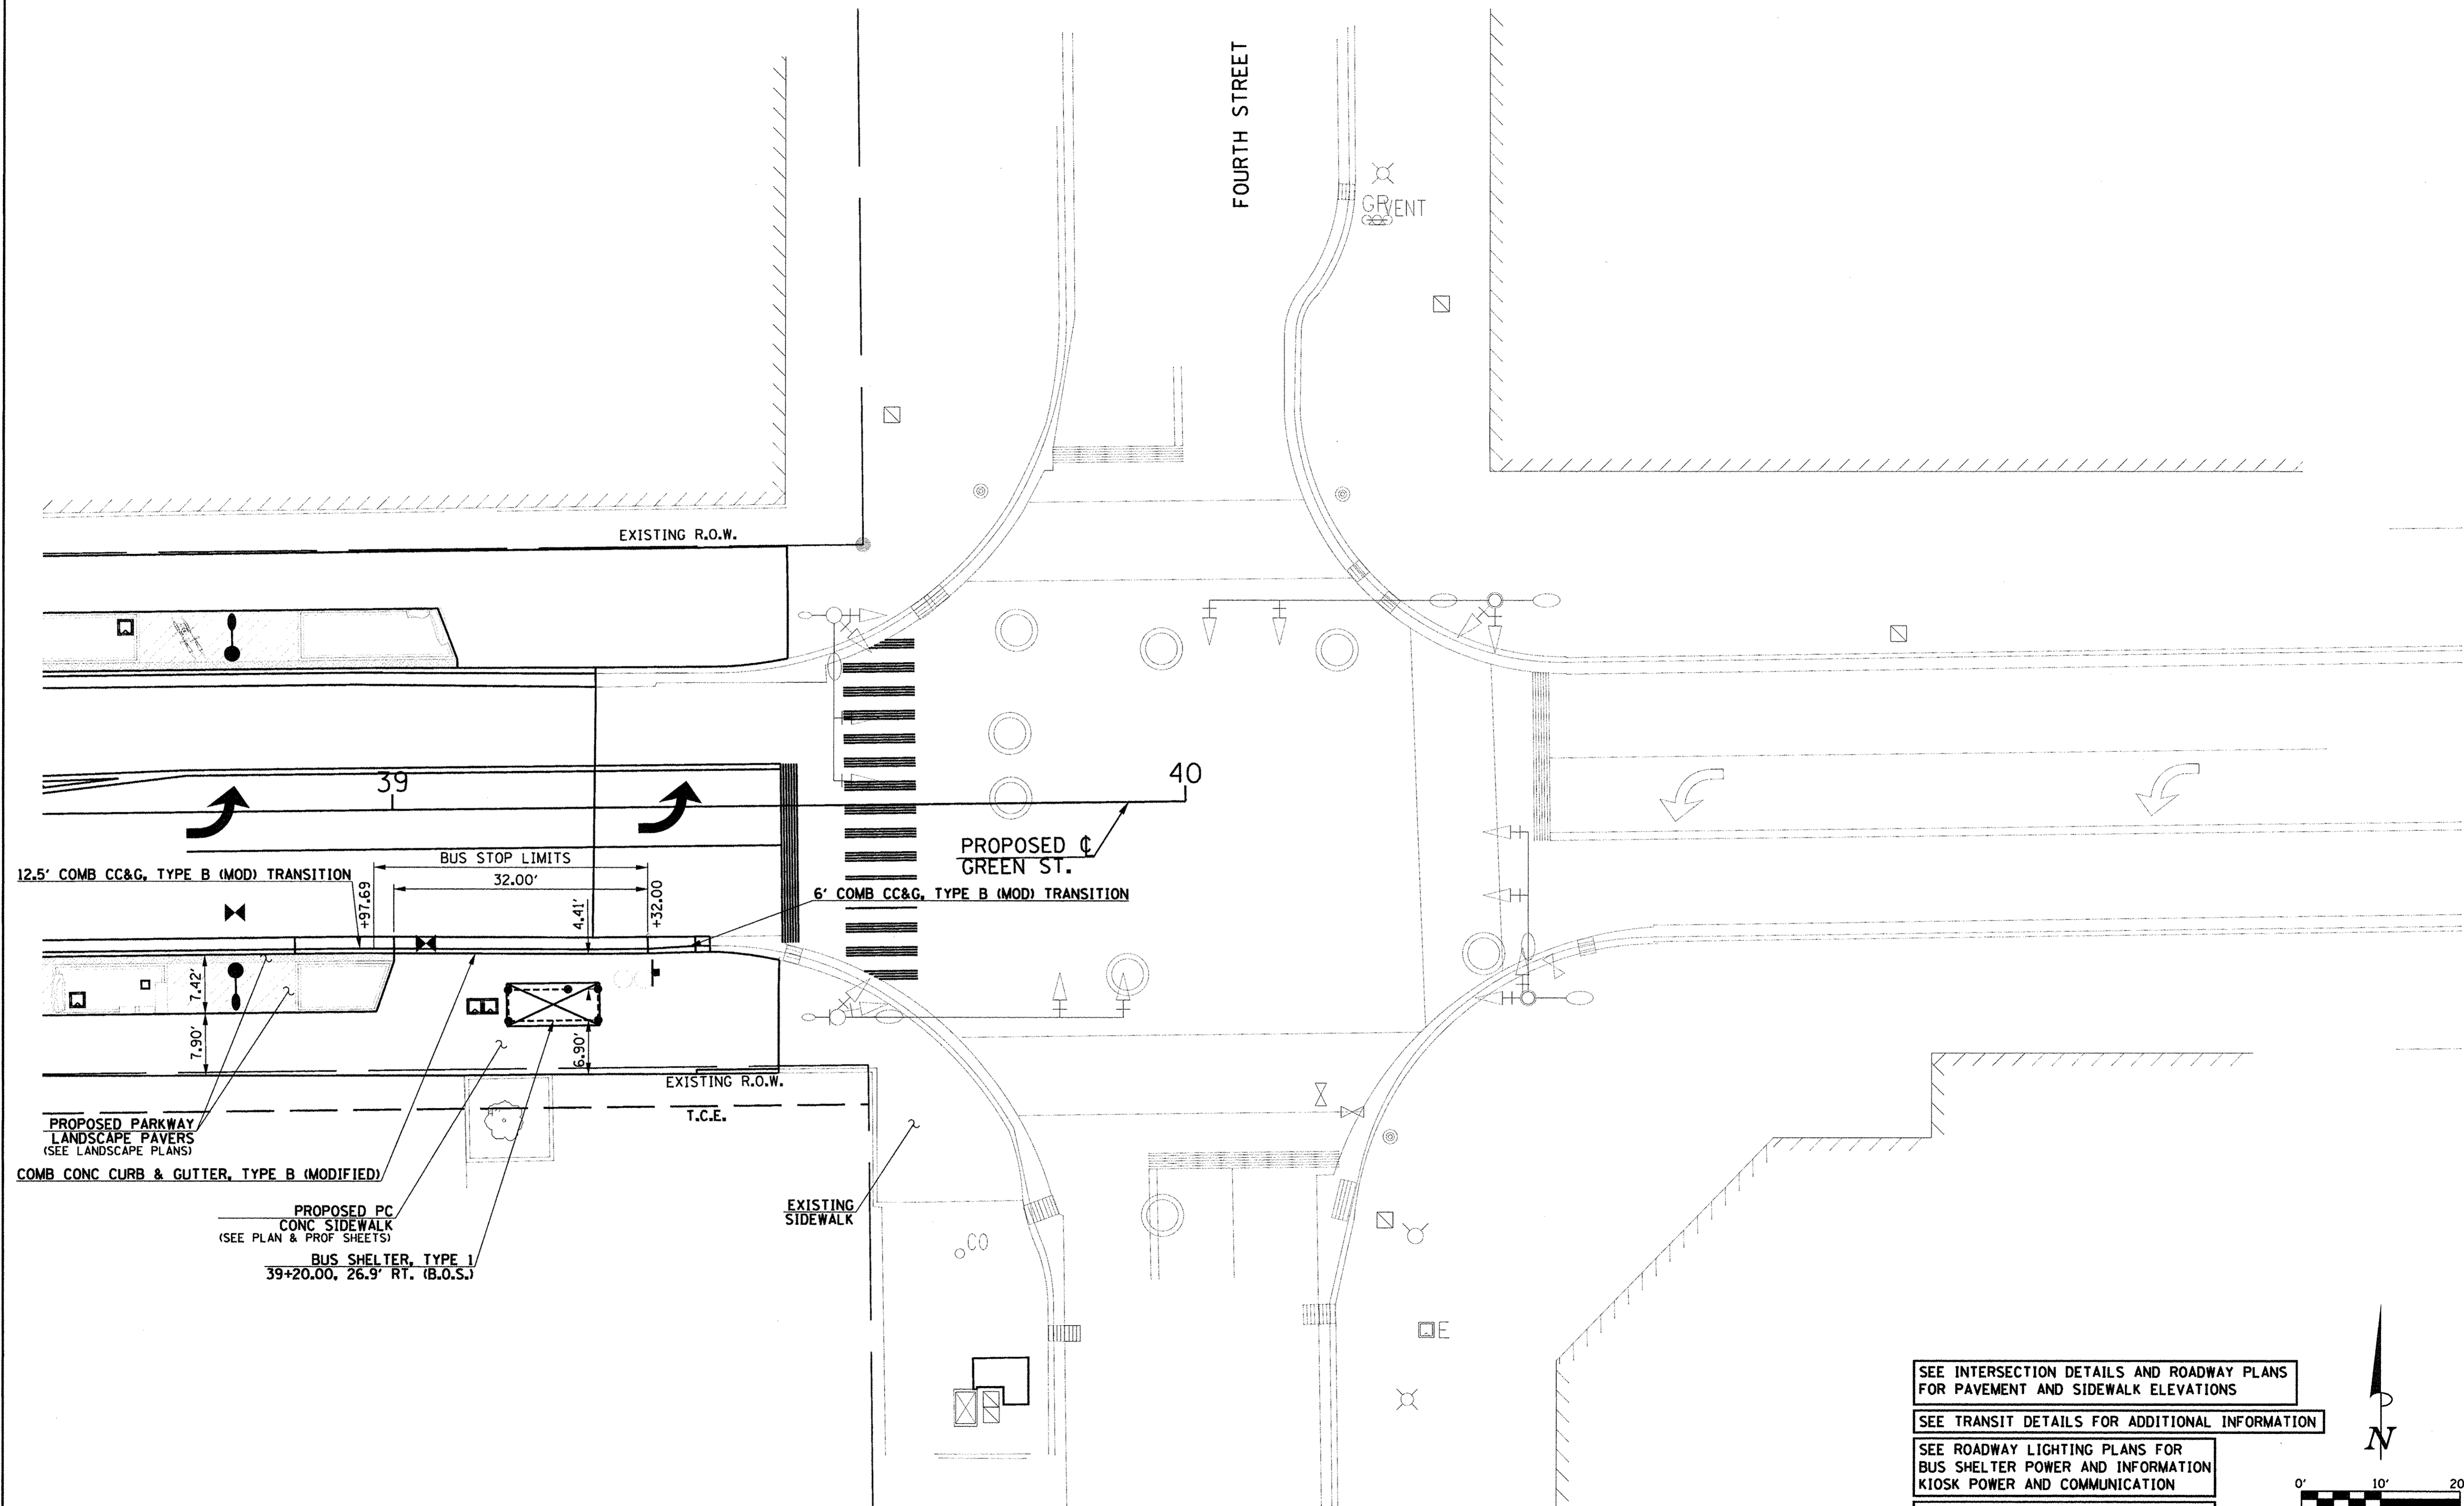 FOURTH STREET
GR
VENT
EXISTING R.O.W.
39
40
PROPOSED ℄
GREEN ST.
BUS STOP LIMITS
32.00'
12.5' COMB CC&G, TYPE B (MOD) TRANSITION
+97.69
4.41'
+32.00
6' COMB CC&G, TYPE B (MOD) TRANSITION
7.42'
7.90'
6.90'
EXISTING R.O.W.
T.C.E.
PROPOSED PARKWAY
LANDSCAPE PAVERS
(SEE LANDSCAPE PLANS)
COMB CONC CURB & GUTTER, TYPE B (MODIFIED)
PROPOSED PC
CONC SIDEWALK
(SEE PLAN & PROF SHEETS)
BUS SHELTER, TYPE 1
39+20.00, 26.9' RT. (B.O.S.)
EXISTING
SIDEWALK
CO
E
SEE INTERSECTION DETAILS AND ROADWAY PLANS
FOR PAVEMENT AND SIDEWALK ELEVATIONS
SEE TRANSIT DETAILS FOR ADDITIONAL INFORMATION
SEE ROADWAY LIGHTING PLANS FOR
BUS SHELTER POWER AND INFORMATION
KIOSK POWER AND COMMUNICATION
N
0' 10' 20